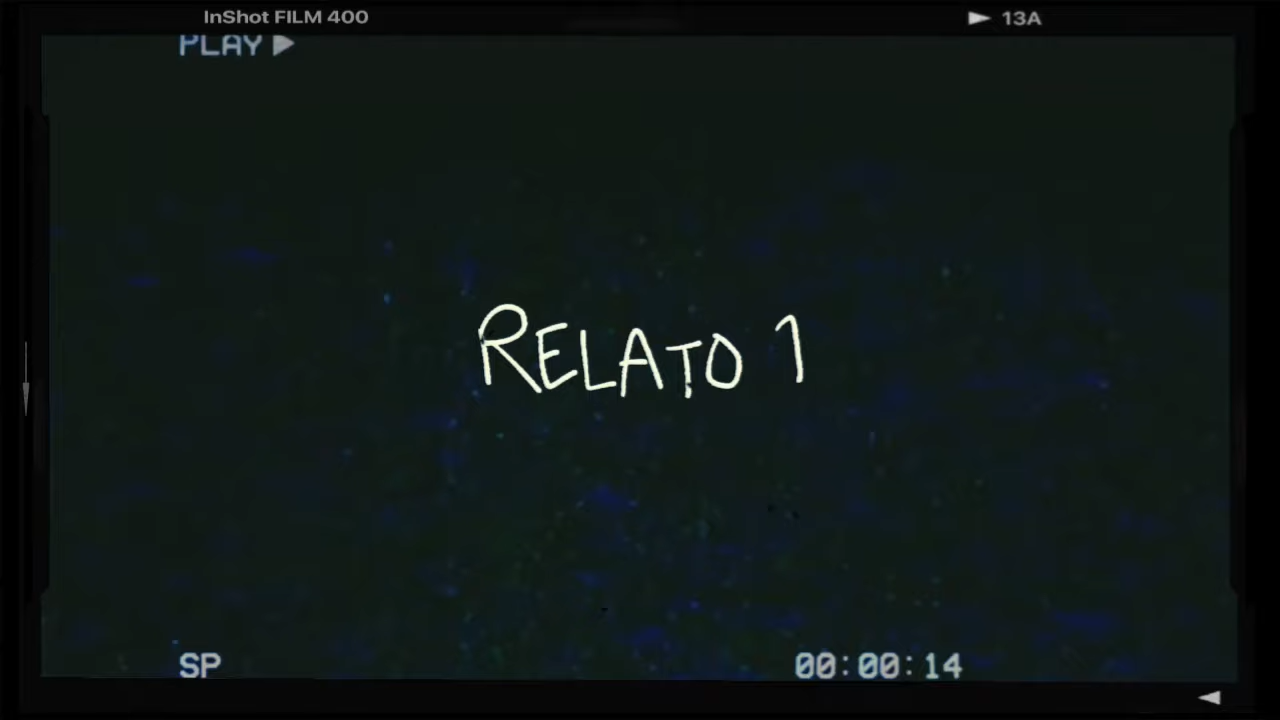 InShot FILM 400
▶ 13A
PLAY ▶
RELATO 1
SP
00:00:14